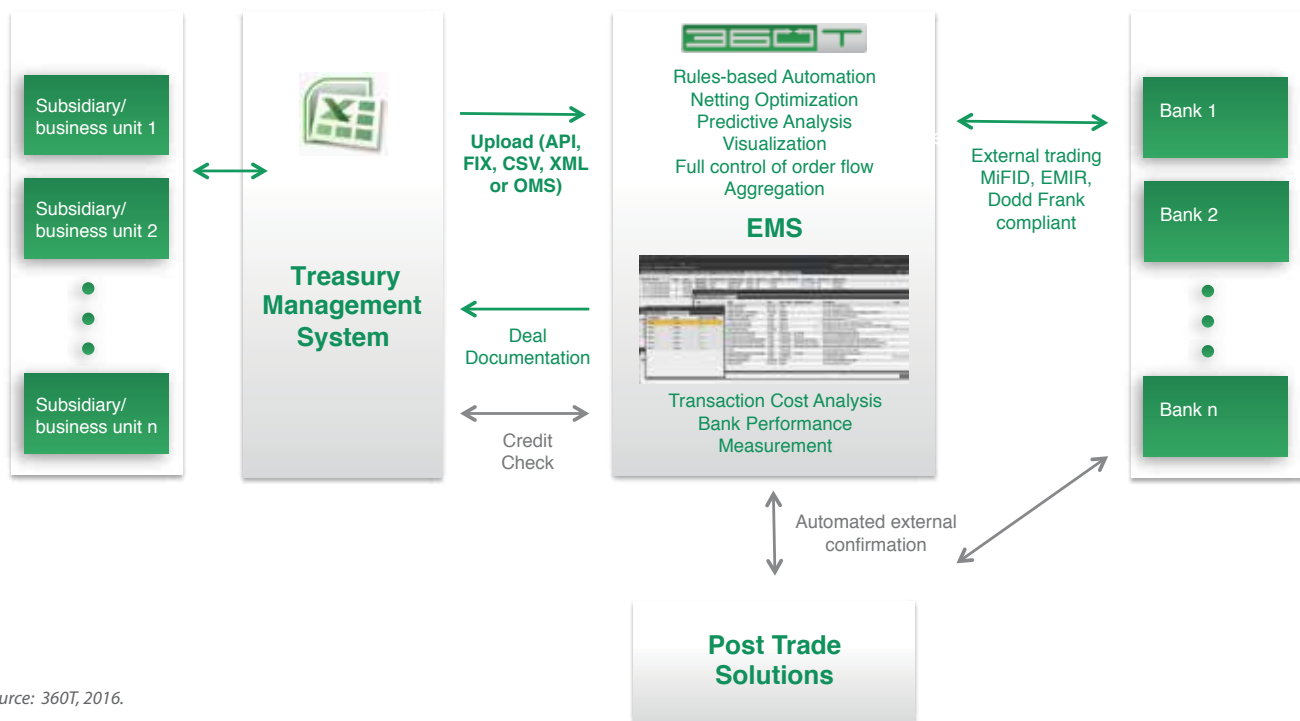 Subsidiary/
business unit 1
Subsidiary/
business unit 2
Subsidiary/
business unit n
Treasury
Management
System
Upload (API,
FIX, CSV, XML
or OMS)
Deal
Documentation
Credit
Check
360T
Rules-based Automation
Netting Optimization
Predictive Analysis
Visualization
Full control of order flow
Aggregation
EMS
Transaction Cost Analysis
Bank Performance
Measurement
External trading
MiFID, EMIR,
Dodd Frank
compliant
Bank 1
Bank 2
Bank n
Automated external
confirmation
Post Trade
Solutions
urce: 360T, 2016.